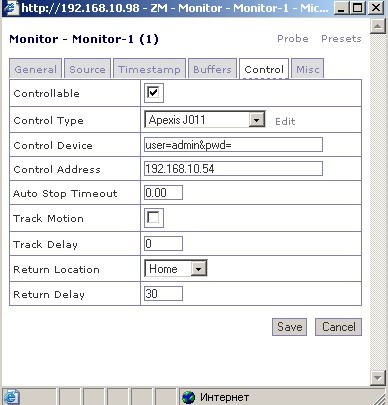 http://192.168.10.98 - ZM - Monitor - Monitor-1 - Mic...
Monitor - Monitor-1 (1) Probe Presets
General Source Timestamp Buffers Control Misc
Controllable
Control Type Apexis J011 Edit
Control Device user=admin&pwd=
Control Address 192.168.10.54
Auto Stop Timeout 0.00
Track Motion
Track Delay 0
Return Location Home
Return Delay 30
Save Cancel
Интернет